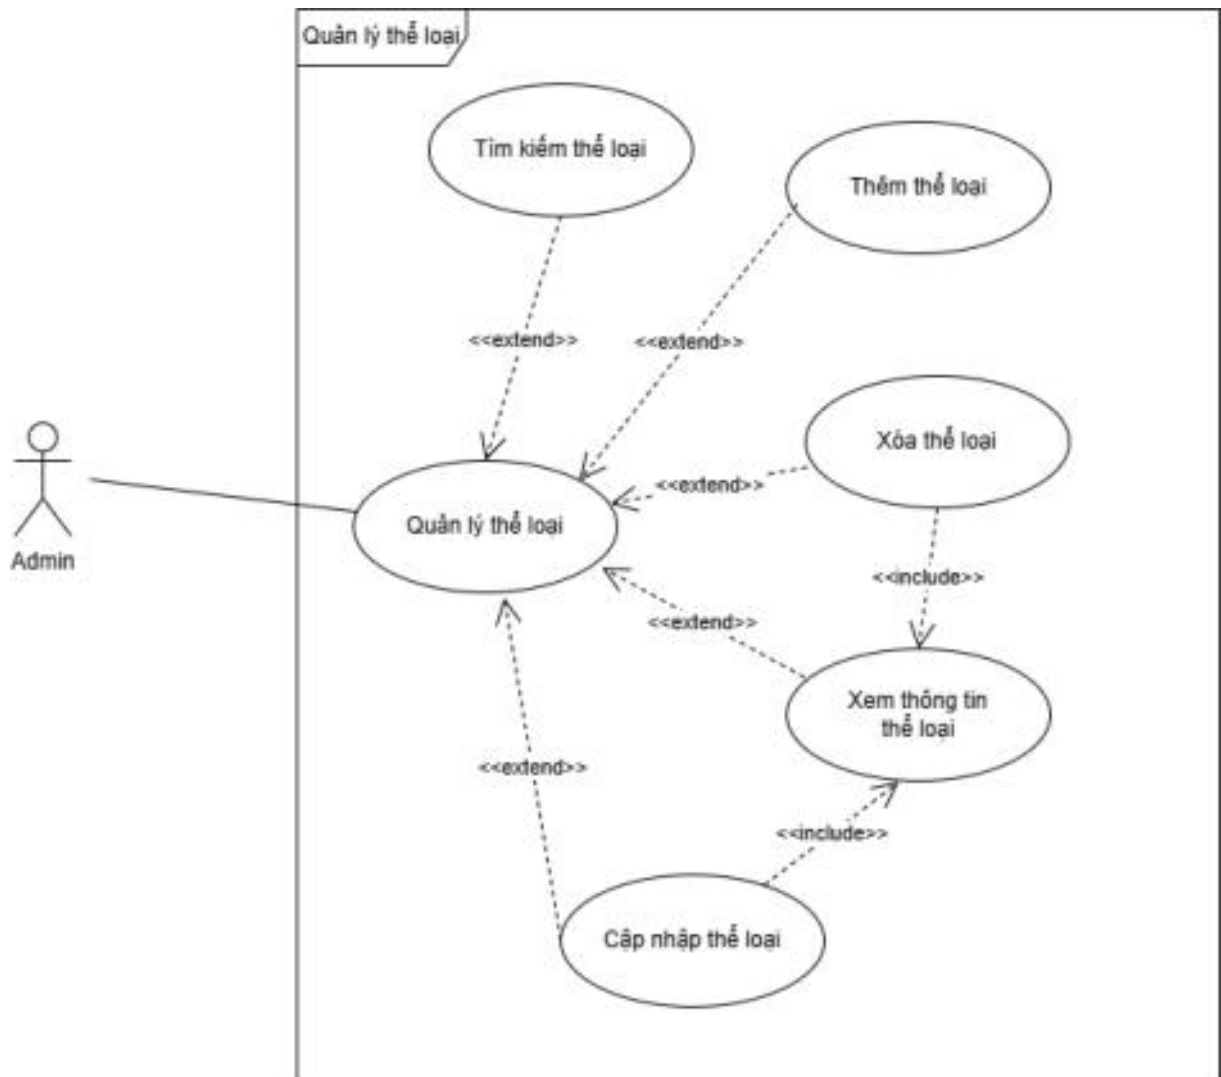 Quản lý thể loại
Tìm kiếm thể loại
Thêm thể loại
<<extend>>
<<extend>>
Xóa thể loại
<<extend>>
Quản lý thể loại
Admin
<<include>>
<<extend>>
Xem thông tin
thể loại
<<extend>>
<<include>>
Cập nhập thể loại